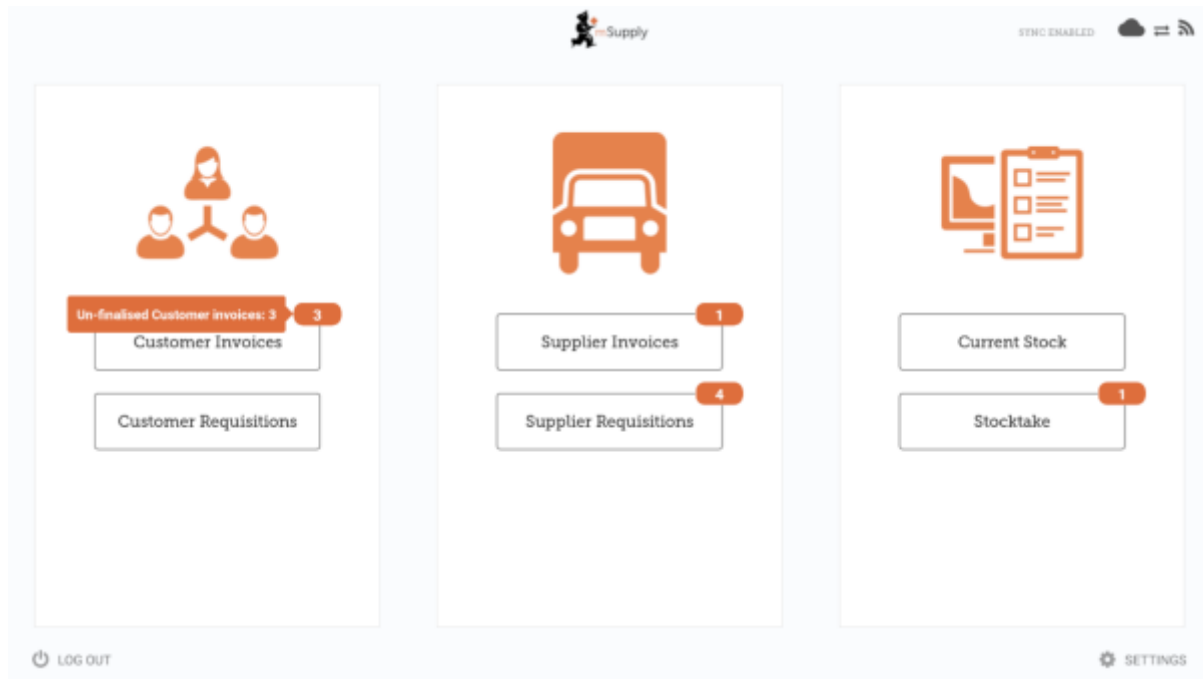 mSupply
SYNC ENABLED
Un-finalised Customer invoices: 3
3
Customer Invoices
Customer Requisitions
1
Supplier Invoices
4
Supplier Requisitions
Current Stock
1
Stocktake
LOG OUT
SETTINGS